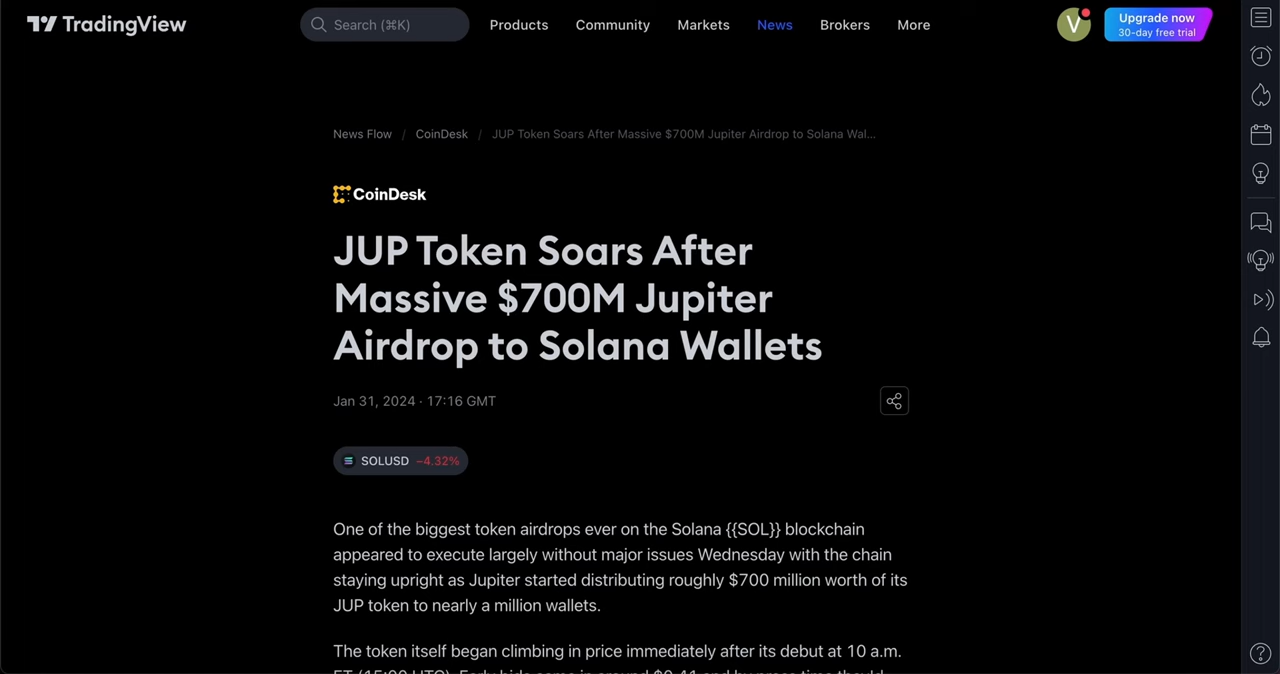 TradingView
Search (⌘K)
Products
Community
Markets
News
Brokers
More
V
Upgrade now
30-day free trial
News Flow / CoinDesk / JUP Token Soars After Massive $700M Jupiter Airdrop to Solana Wal...
CoinDesk
JUP Token Soars After
Massive $700M Jupiter
Airdrop to Solana Wallets
Jan 31, 2024 · 17:16 GMT
SOLUSD −4.32%
One of the biggest token airdrops ever on the Solana {{SOL}} blockchain
appeared to execute largely without major issues Wednesday with the chain
staying upright as Jupiter started distributing roughly $700 million worth of its
JUP token to nearly a million wallets.
The token itself began climbing in price immediately after its debut at 10 a.m.